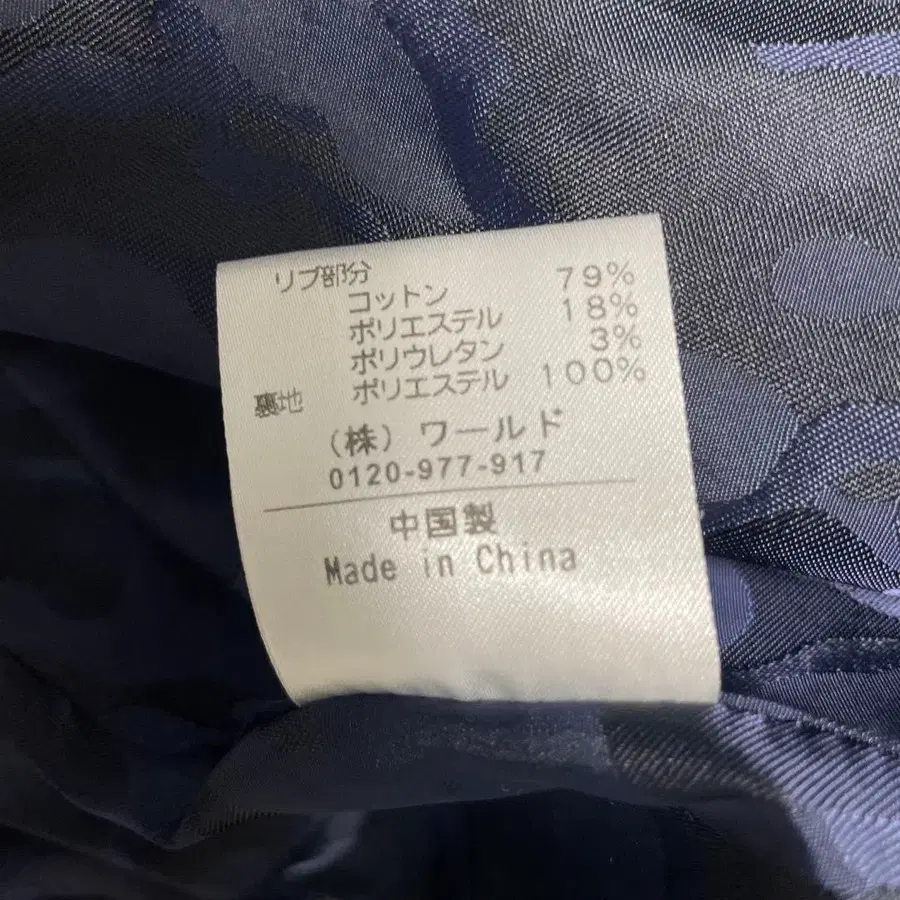 リブ部分
コットン 79%
ポリエステル 18%
ポリウレタン 3%
裏地 ポリエステル 100%
(株) ワールド
0120-977-917
中国製
Made in China